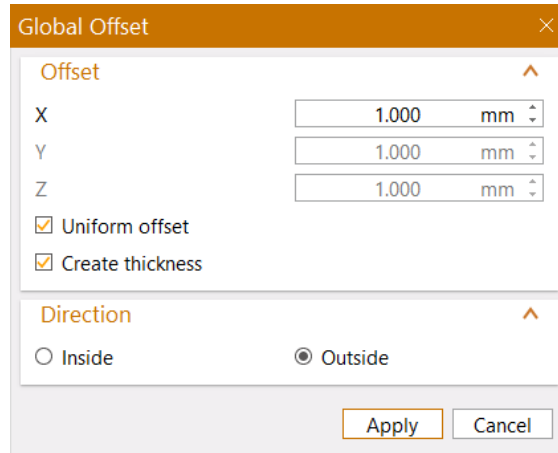 Global Offset
Offset
X 1.000 mm
Y 1.000 mm
Z 1.000 mm
Uniform offset
Create thickness
Direction
Inside Outside
Apply Cancel